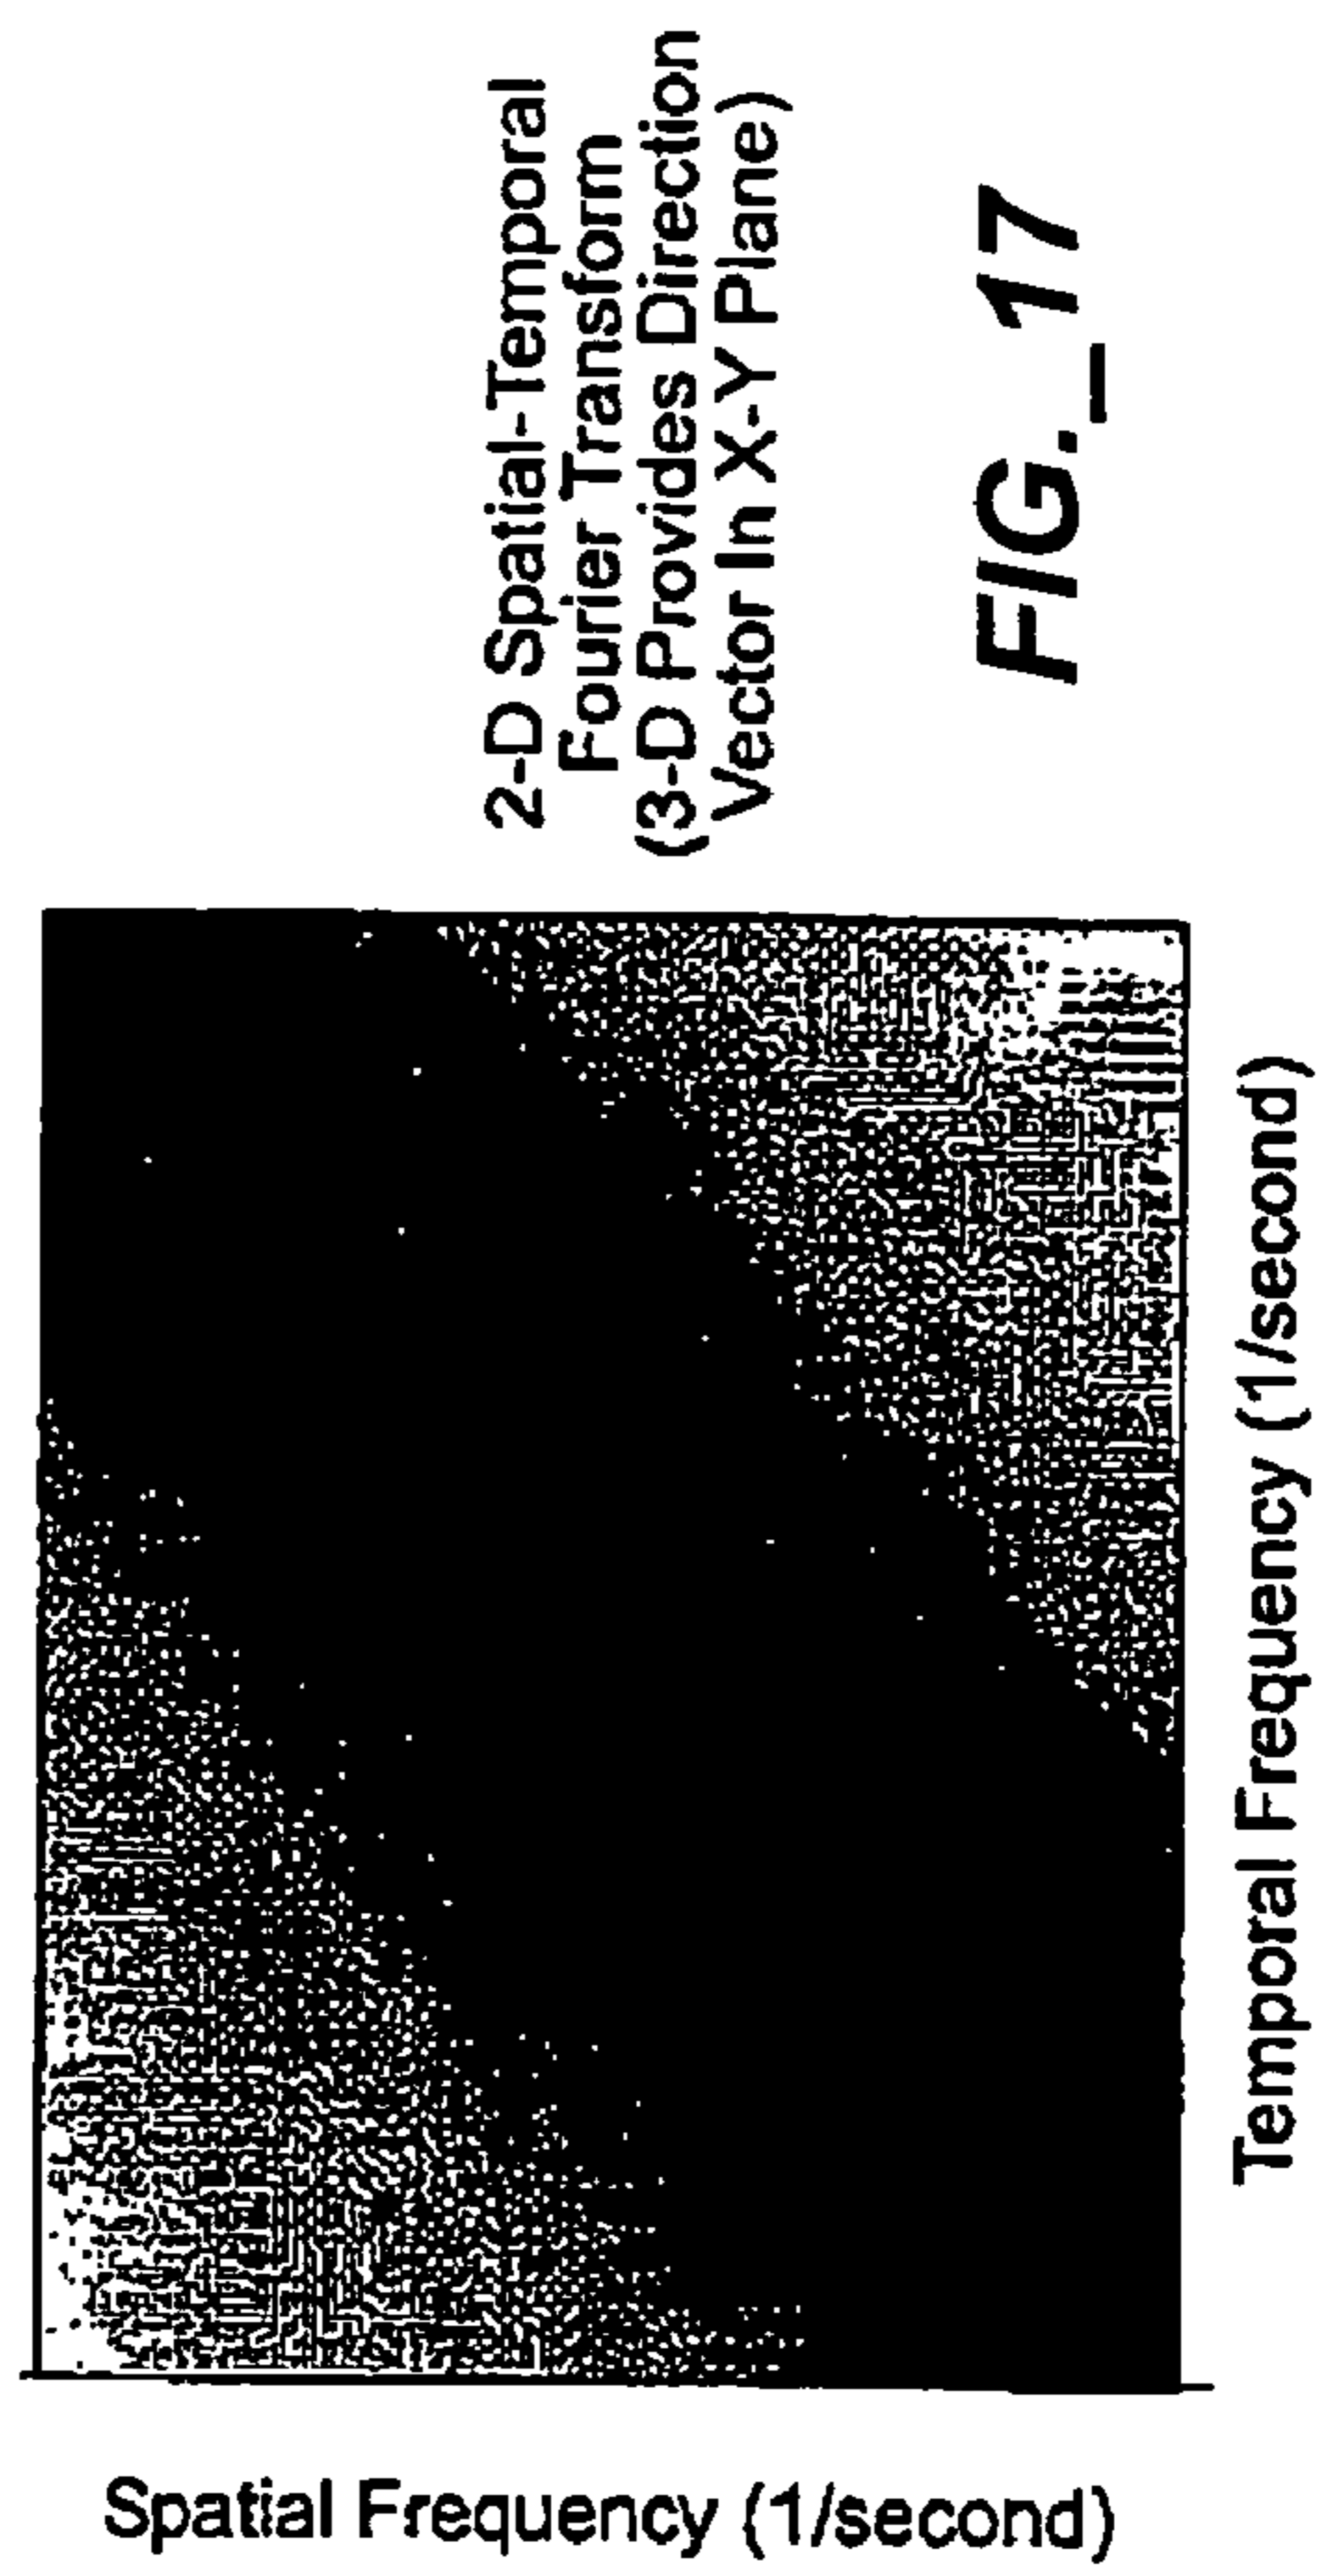 2-D Spatial-Temporal
Fourier Transform
(3-D Provides Direction
Vector In X-Y Plane)
FIG._17
Temporal Frequency (1/second)
Spatial Frequency (1/second)